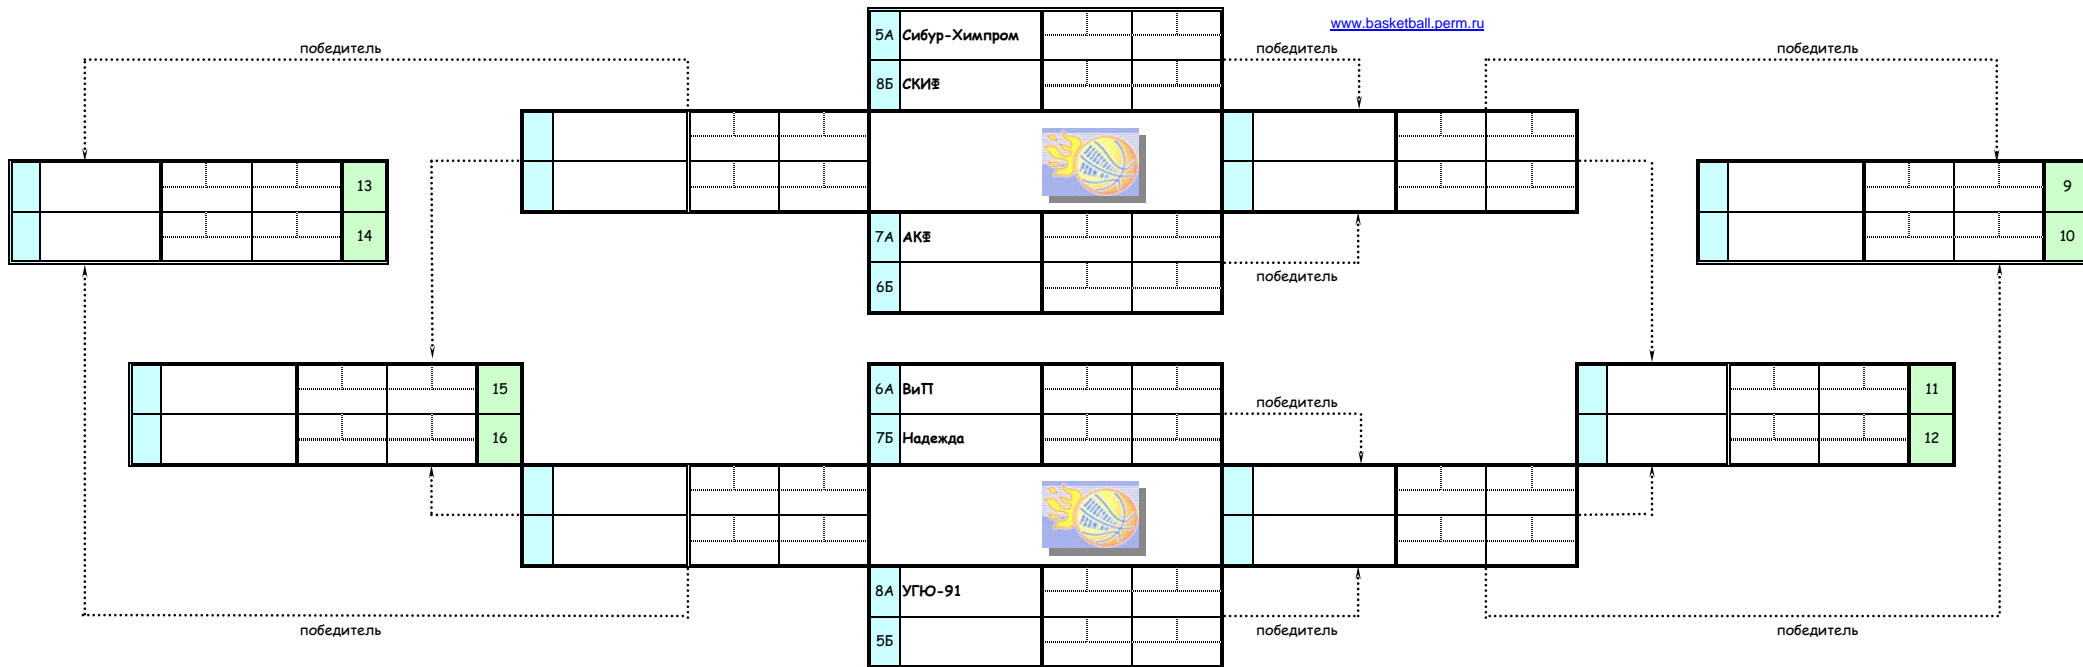 www.basketball.perm.ru
5А Сибур-Химпром
победитель победитель победитель
8Б СКИФ
13 9
14 7А АКФ 10
победитель
6Б
15 6А ВиП 11
победитель
16 7Б Надежда 12
8А УГЮ-91
победитель победитель победитель
5Б